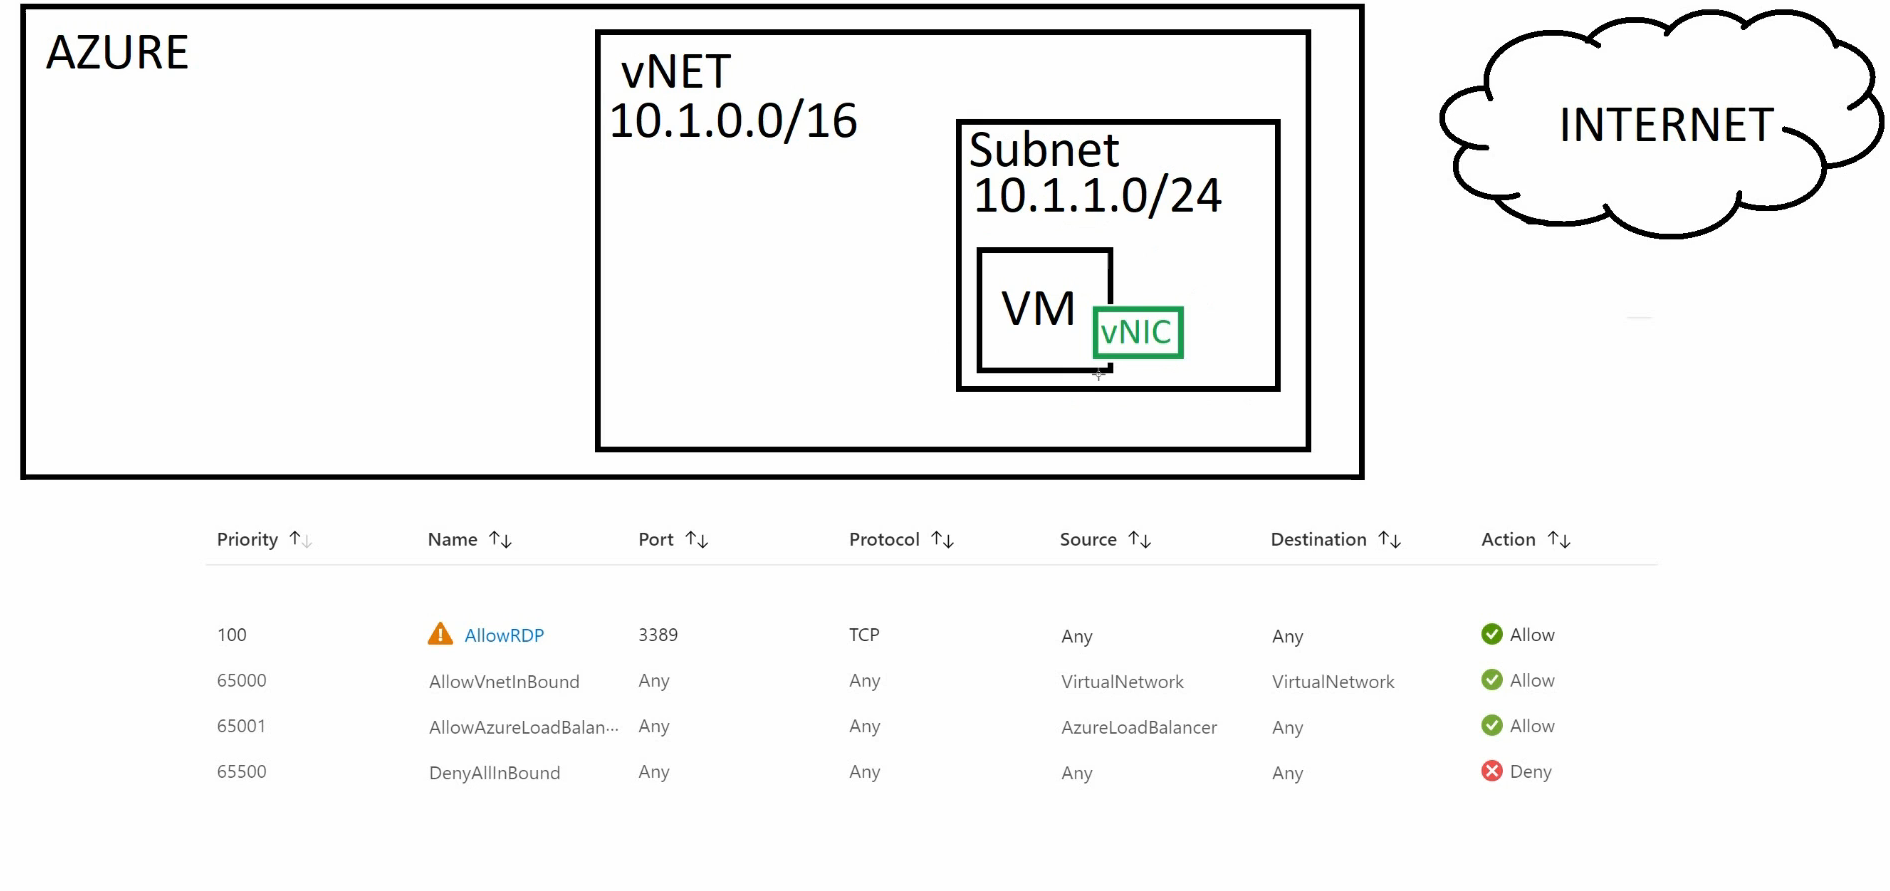 AZURE
vNET
10.1.0.0/16
Subnet
10.1.1.0/24
VM
vNIC
INTERNET
Priority ↑↓ Name ↑↓ Port ↑↓ Protocol ↑↓ Source ↑↓ Destination ↑↓ Action ↑↓
100 AllowRDP 3389 TCP Any Any Allow
65000 AllowVnetInBound Any Any VirtualNetwork VirtualNetwork Allow
65001 AllowAzureLoadBalan··· Any Any AzureLoadBalancer Any Allow
65500 DenyAllInBound Any Any Any Any Deny